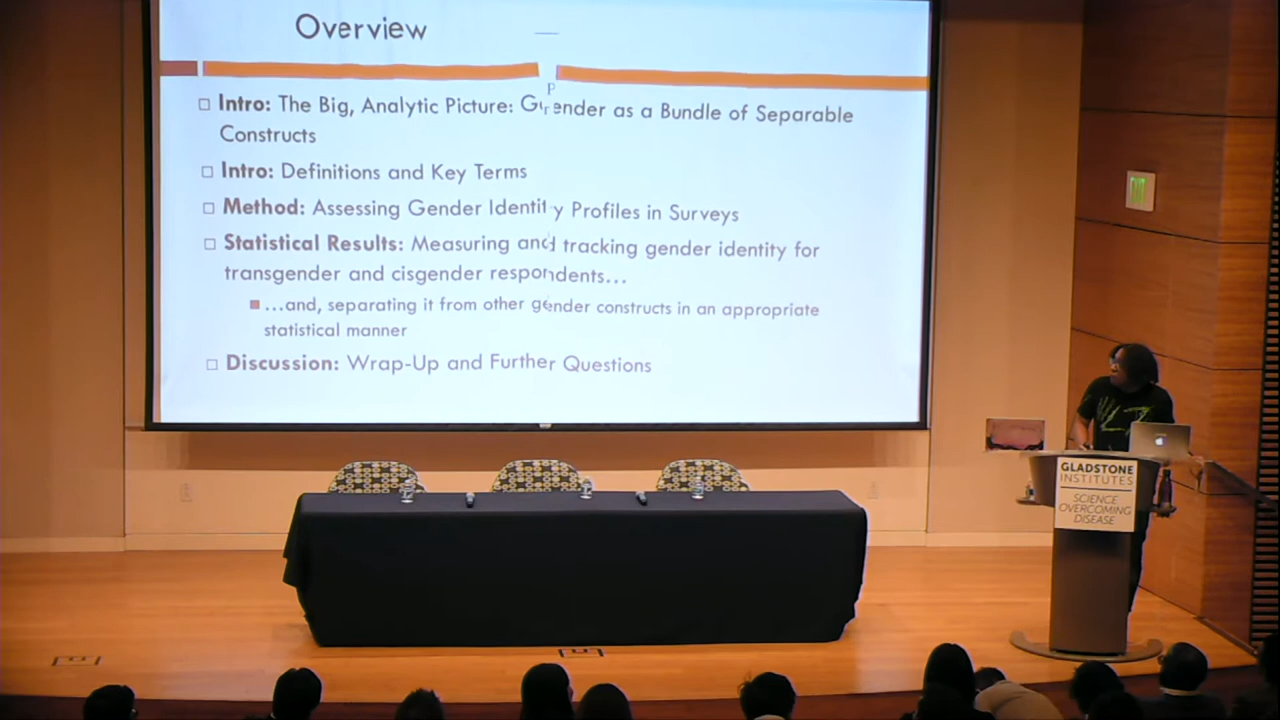 Overview
□ Intro: The Big, Analytic Picture: Gender as a Bundle of Separable
Constructs
□ Intro: Definitions and Key Terms
□ Method: Assessing Gender Identity Profiles in Surveys
□ Statistical Results: Measuring and tracking gender identity for
transgender and cisgender respondents...
■ ...and, separating it from other gender constructs in an appropriate
statistical manner
□ Discussion: Wrap-Up and Further Questions
GLADSTONE
INSTITUTES
SCIENCE
OVERCOMING
DISEASE